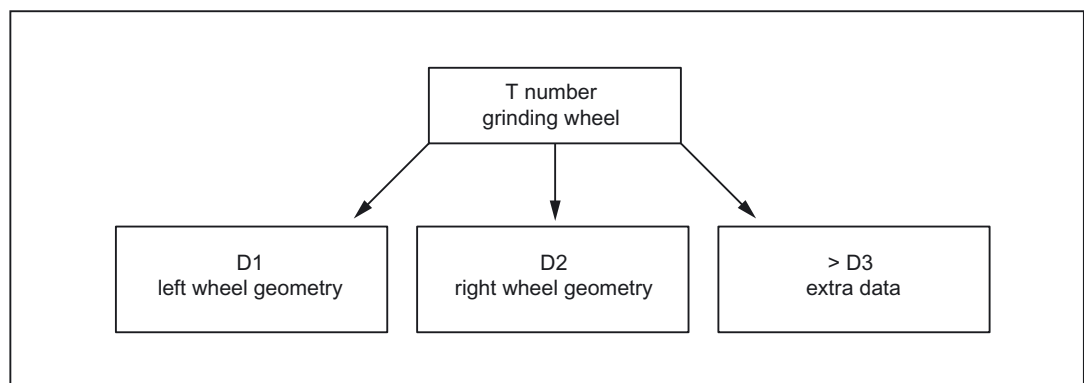 T number
grinding wheel
D1
left wheel geometry
D2
right wheel geometry
> D3
extra data